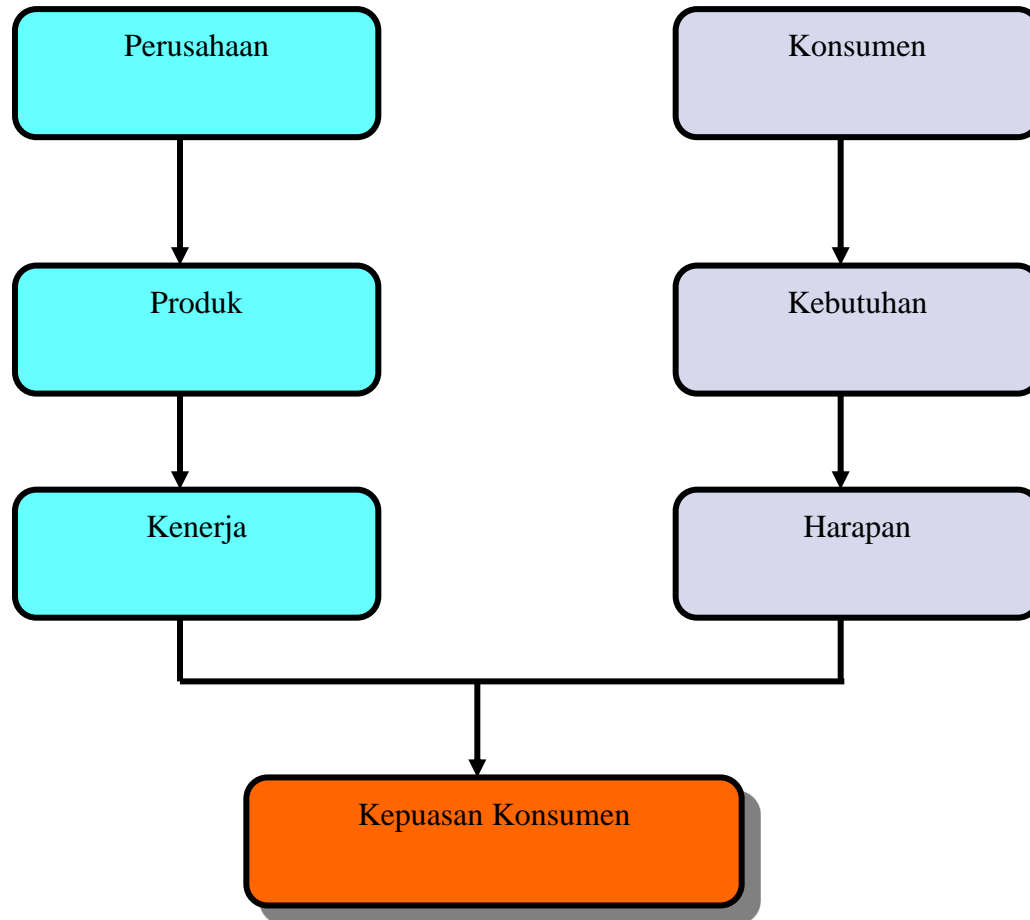 Perusahaan
Konsumen
Produk
Kebutuhan
Kenerja
Harapan
Kepuasan Konsumen